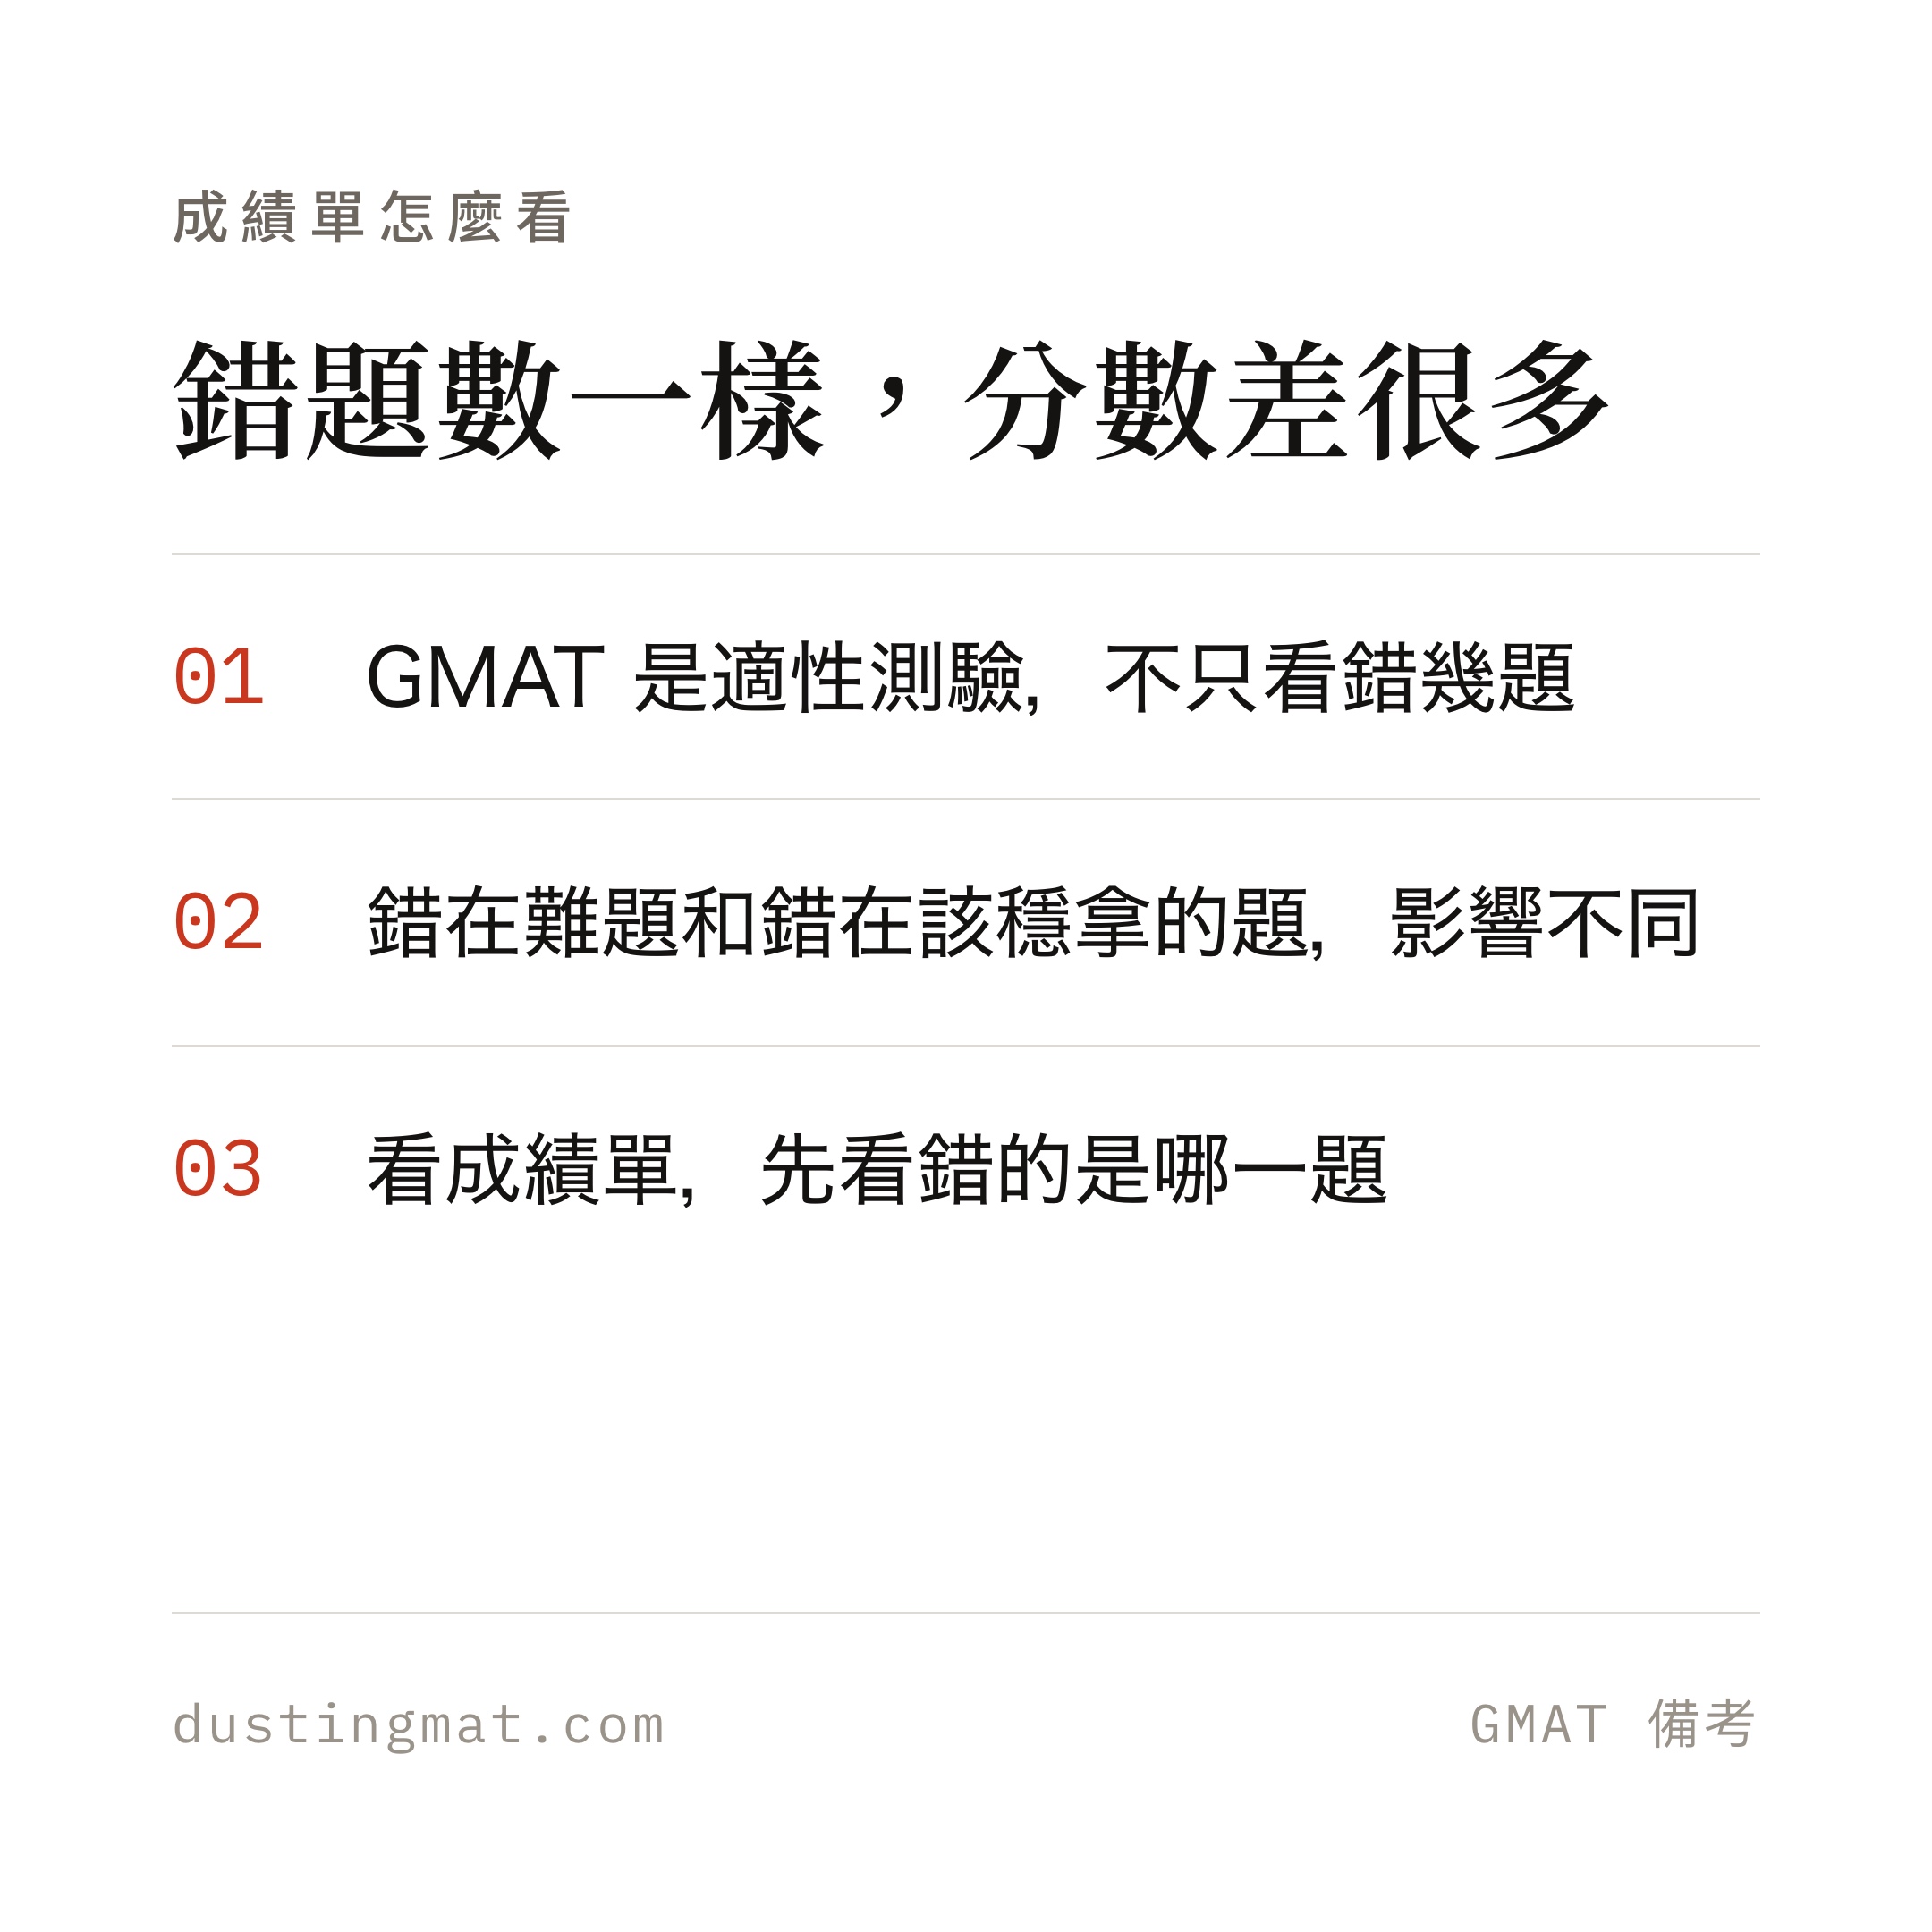 成績單怎麼看
錯題數一樣，分數差很多
01 GMAT 是適性測驗，不只看錯幾題
02 錯在難題和錯在該穩拿的題，影響不同
03 看成績單，先看錯的是哪一題
dustingmat.com
GMAT 備考